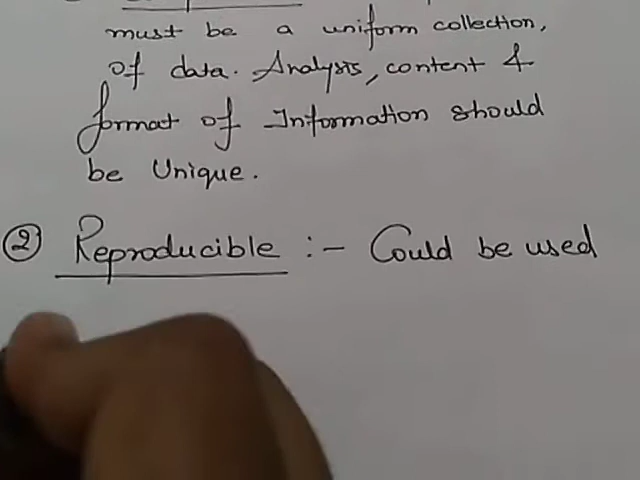 must be a uniform collection,
of data. Analysis, content &
format of Information should
be Unique.
② Reproducible :- Could be used